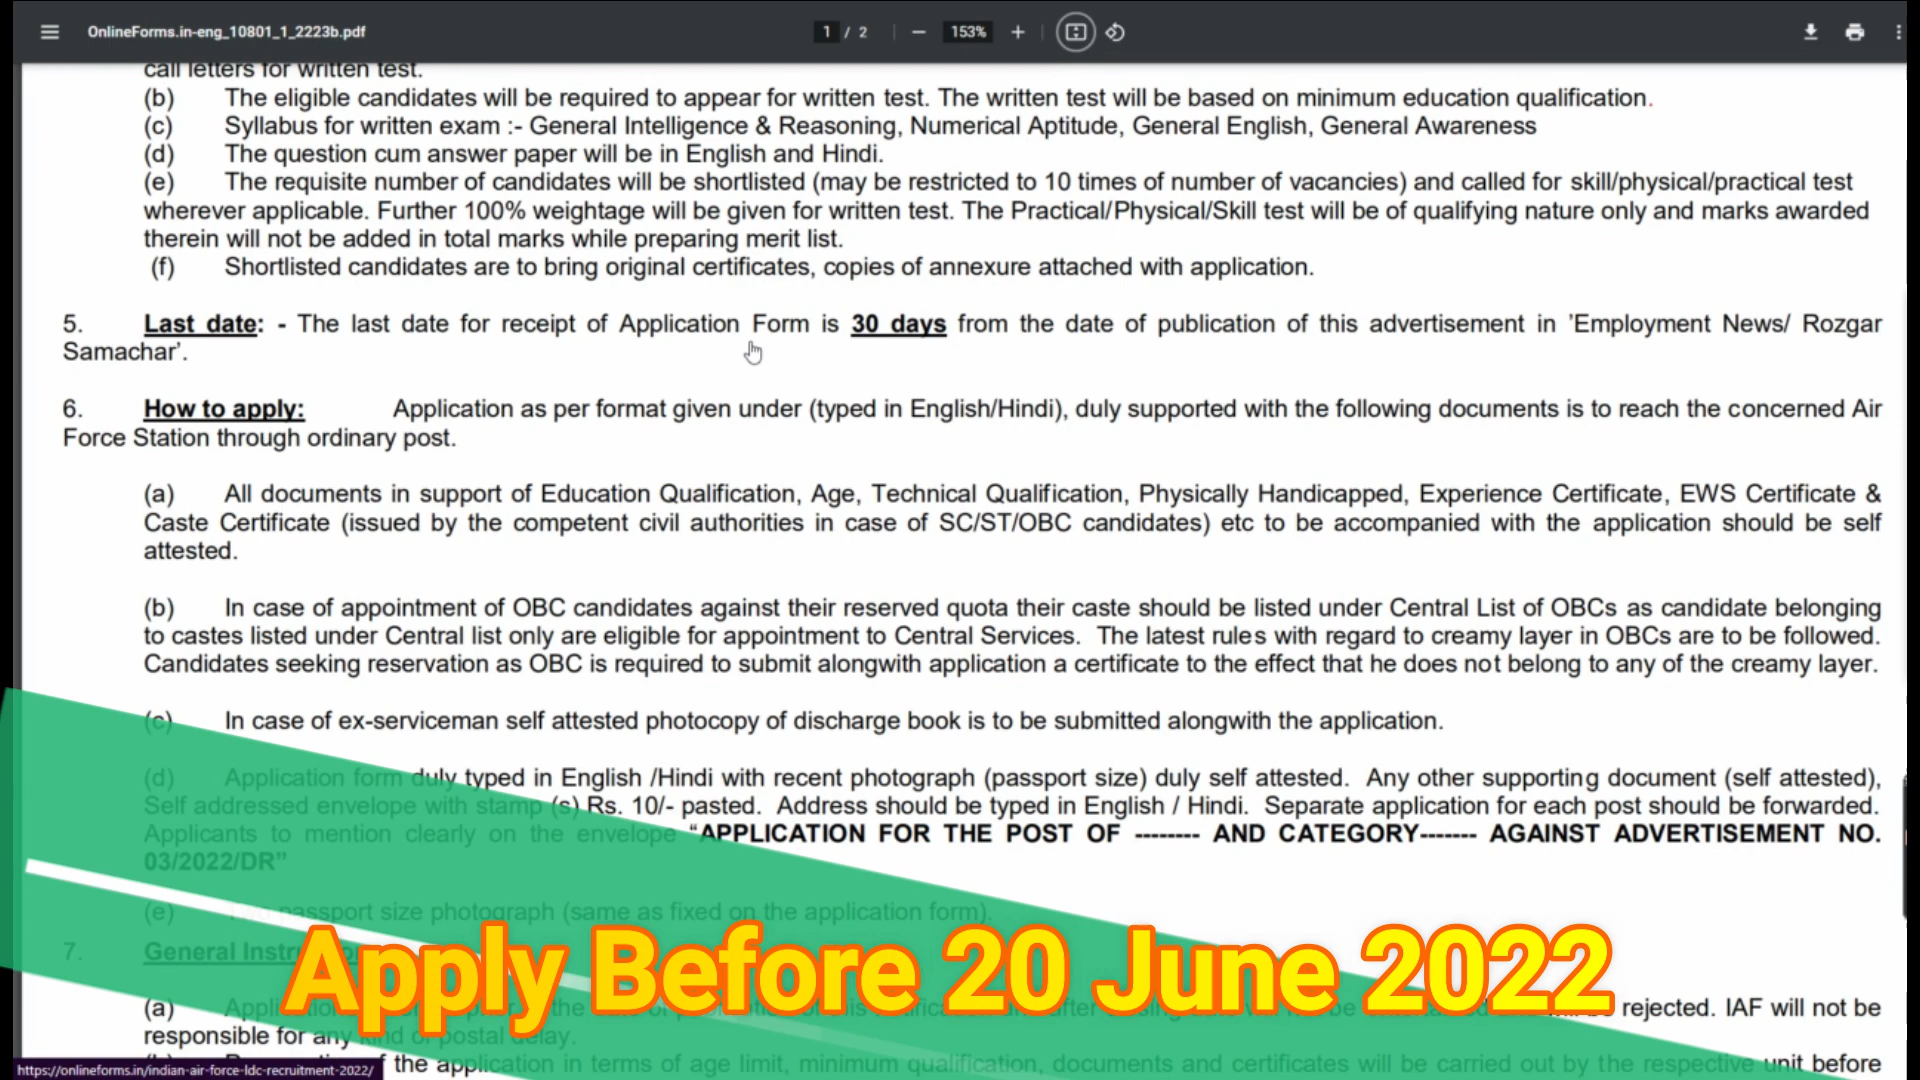 OnlineForms.in-eng_10801_1_2223b.pdf
1 / 2
153%
call letters for written test.
(b) The eligible candidates will be required to appear for written test. The written test will be based on minimum education qualification.
(c) Syllabus for written exam :- General Intelligence & Reasoning, Numerical Aptitude, General English, General Awareness
(d) The question cum answer paper will be in English and Hindi.
(e) The requisite number of candidates will be shortlisted (may be restricted to 10 times of number of vacancies) and called for skill/physical/practical test
wherever applicable. Further 100% weightage will be given for written test. The Practical/Physical/Skill test will be of qualifying nature only and marks awarded
therein will not be added in total marks while preparing merit list.
(f) Shortlisted candidates are to bring original certificates, copies of annexure attached with application.
5. Last date: - The last date for receipt of Application Form is 30 days from the date of publication of this advertisement in 'Employment News/ Rozgar
Samachar'.
6. How to apply: Application as per format given under (typed in English/Hindi), duly supported with the following documents is to reach the concerned Air
Force Station through ordinary post.
(a) All documents in support of Education Qualification, Age, Technical Qualification, Physically Handicapped, Experience Certificate, EWS Certificate &
Caste Certificate (issued by the competent civil authorities in case of SC/ST/OBC candidates) etc to be accompanied with the application should be self
attested.
(b) In case of appointment of OBC candidates against their reserved quota their caste should be listed under Central List of OBCs as candidate belonging
to castes listed under Central list only are eligible for appointment to Central Services. The latest rules with regard to creamy layer in OBCs are to be followed.
Candidates seeking reservation as OBC is required to submit alongwith application a certificate to the effect that he does not belong to any of the creamy layer.
(c) In case of ex-serviceman self attested photocopy of discharge book is to be submitted alongwith the application.
(d) Application form duly typed in English /Hindi with recent photograph (passport size) duly self attested. Any other supporting document (self attested),
Self addressed envelope with stamp (s) Rs. 10/- pasted. Address should be typed in English / Hindi. Separate application for each post should be forwarded.
Applicants to mention clearly on the envelope “APPLICATION FOR THE POST OF -------- AND CATEGORY------- AGAINST ADVERTISEMENT NO.
03/2022/DR”
(e) passport size photograph (same as fixed on the application form).
7. General
Apply Before 20 June 2022
(a) rejected. IAF will not be
responsible for any kind of postal delay.
the application in terms of age limit, minimum qualification, documents and certificates will be carried out by the respective unit before
https://onlineforms.in/indian-air-force-ldc-recruitment-2022/